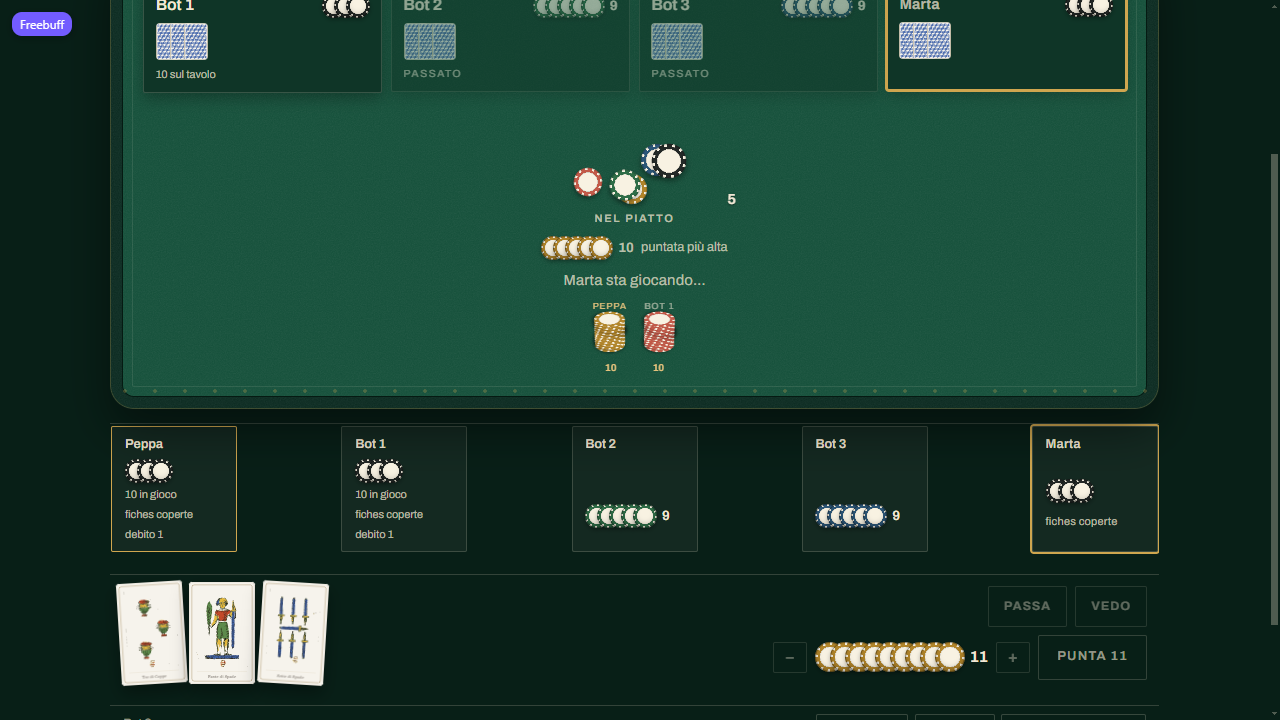 Freebuff
Bot 1
Bot 2
9
Bot 3
9
Marta
10 sul tavolo
PASSATO
PASSATO
5
NEL PIATTO
10 puntata più alta
Marta sta giocando...
PEPPA
BOT 1
10
10
Peppa
10 in gioco
fiches coperte
debito 1
Bot 1
10 in gioco
fiches coperte
debito 1
Bot 2
9
Bot 3
9
Marta
fiches coperte
PASSA
VEDO
−
11
+
PUNTA 11